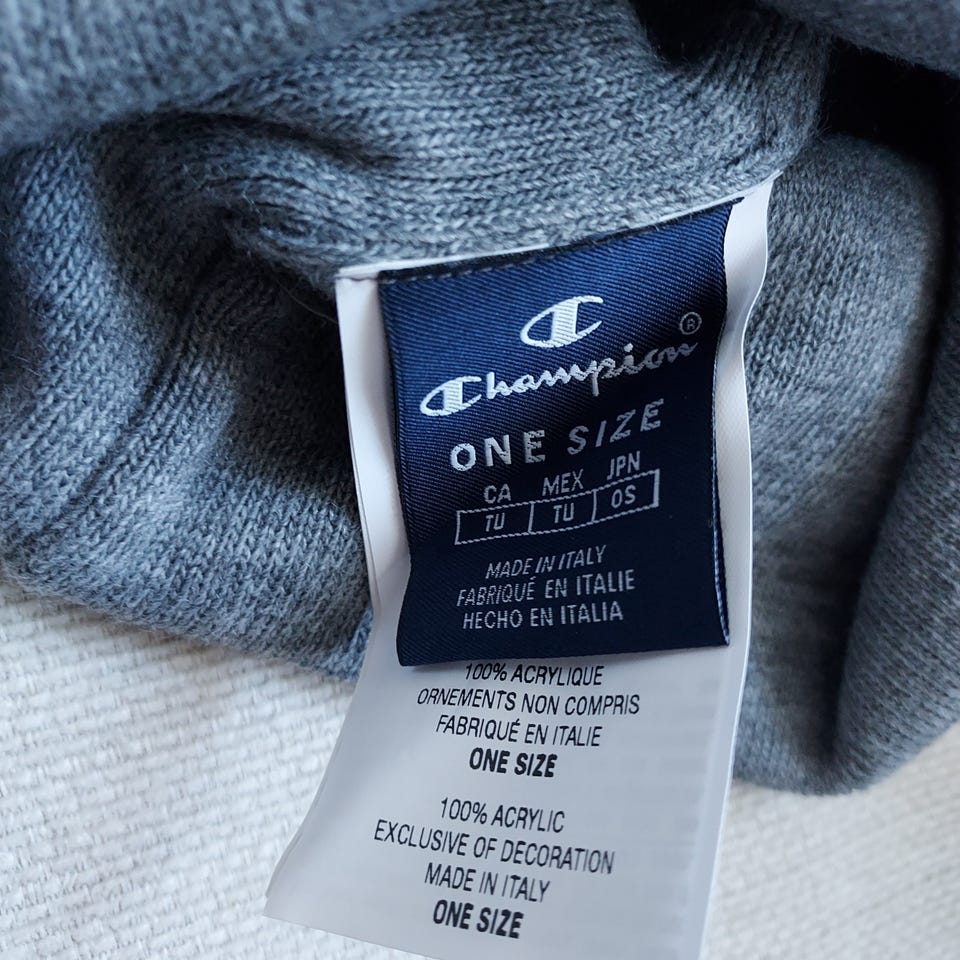 C
Champion®
ONE SIZE
CA MEX JPN
TU TU OS
MADE IN ITALY
FABRIQUÉ EN ITALIE
HECHO EN ITALIA
100% ACRYLIQUE
ORNEMENTS NON COMPRIS
FABRIQUÉ EN ITALIE
ONE SIZE
100% ACRYLIC
EXCLUSIVE OF DECORATION
MADE IN ITALY
ONE SIZE